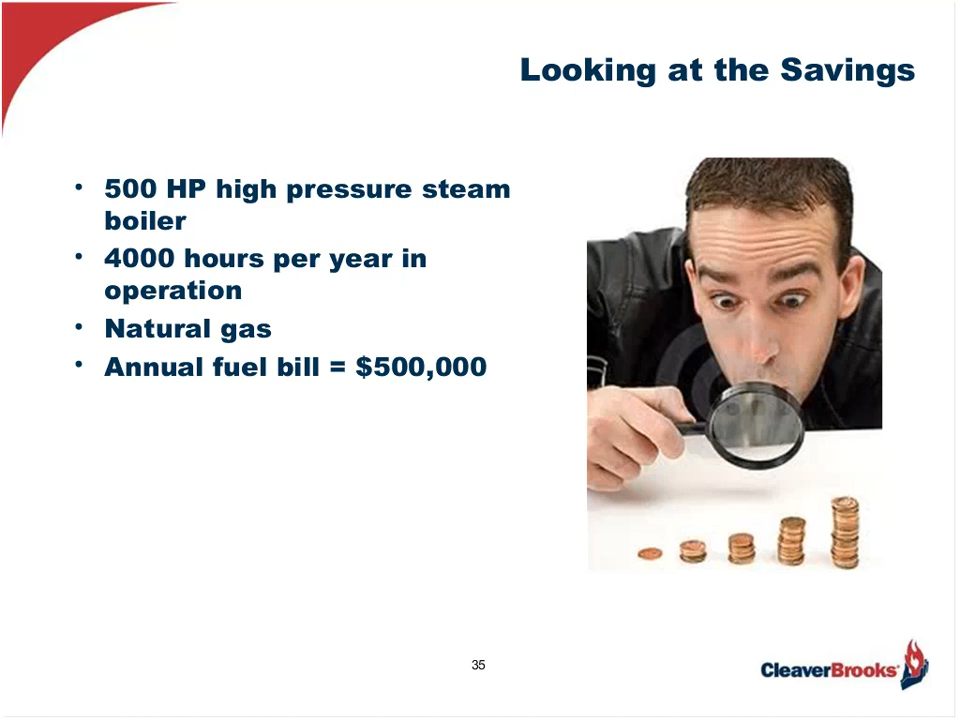 Looking at the Savings
• 500 HP high pressure steam
boiler
• 4000 hours per year in
operation
• Natural gas
• Annual fuel bill = $500,000
35
CleaverBrooks